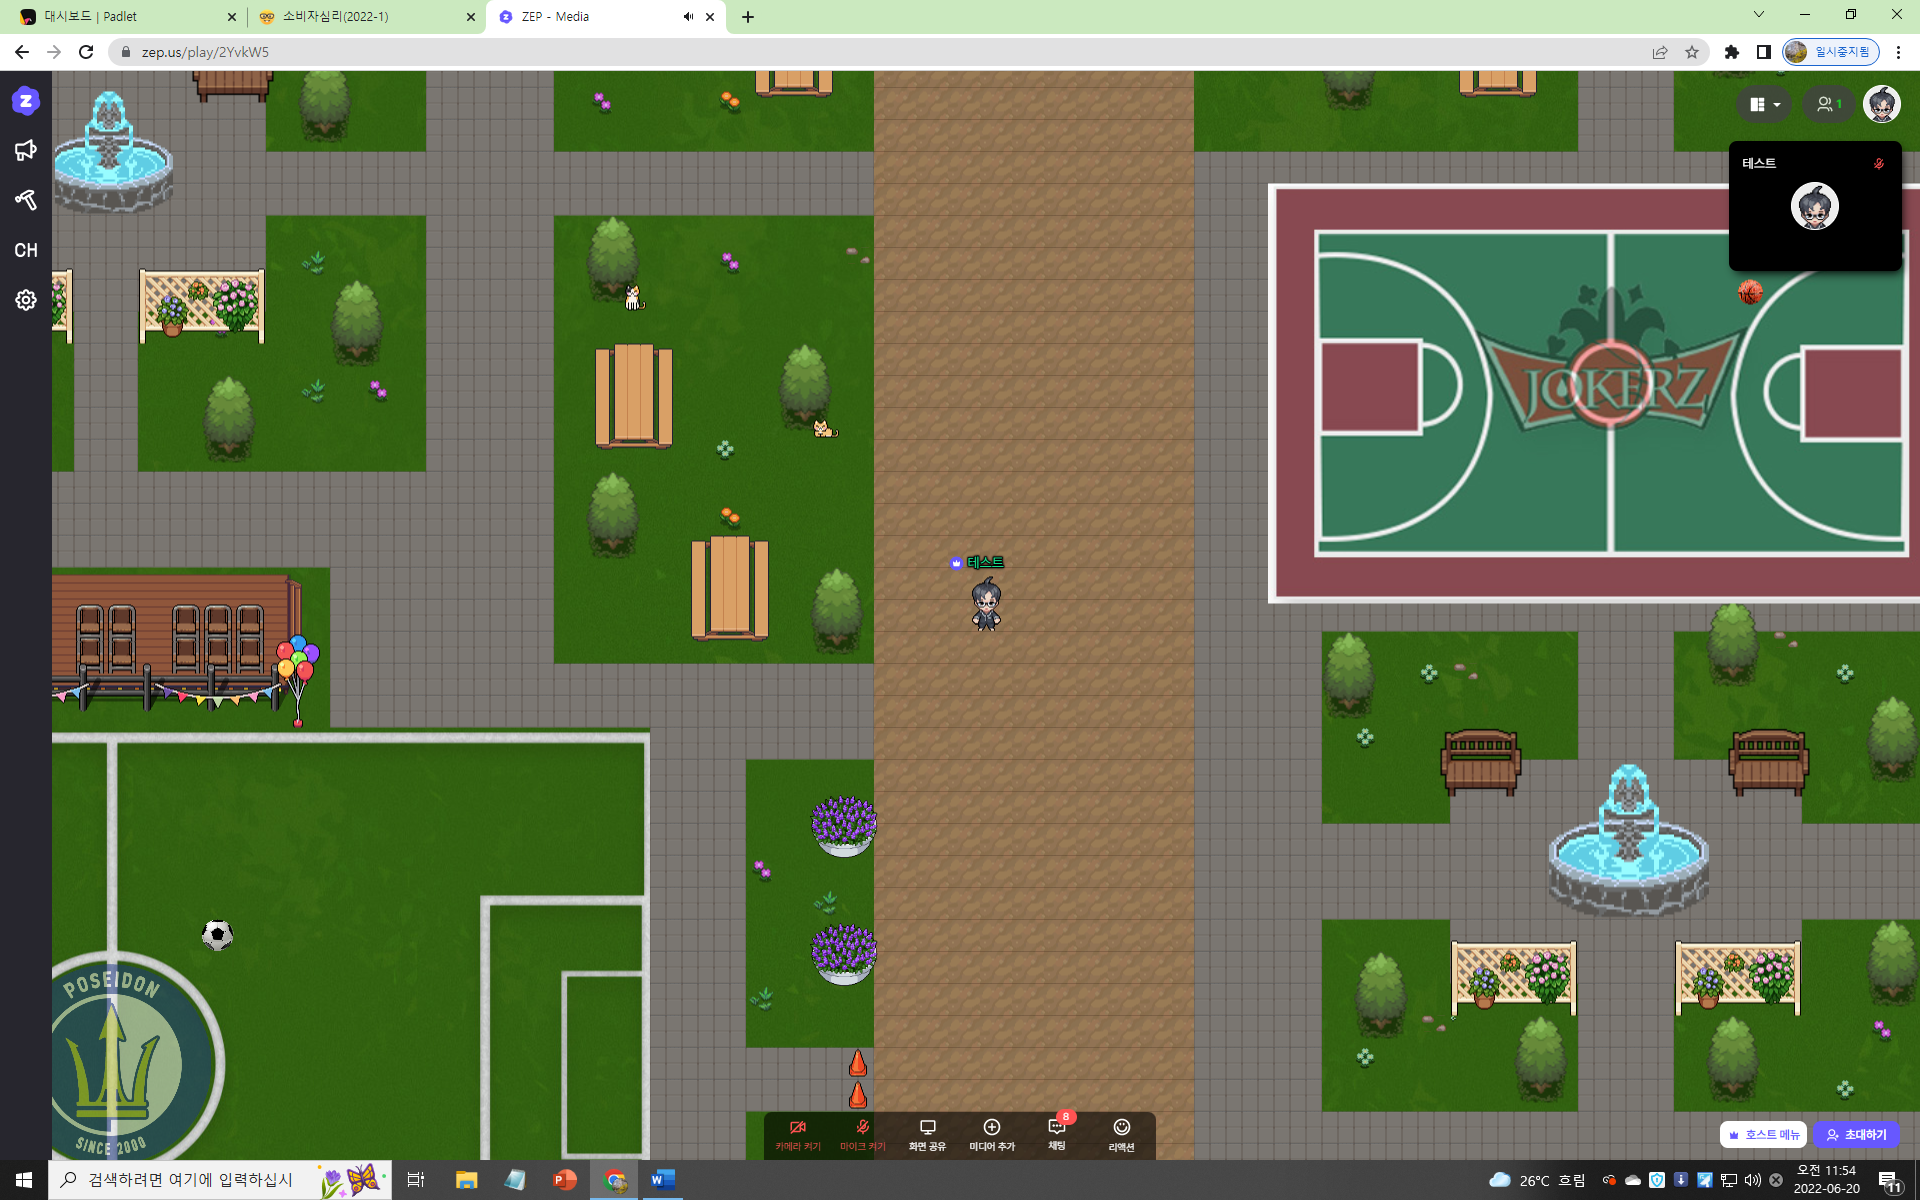 대시보드 | Padlet
소비자심리(2022-1)
ZEP - Media
zep.us/play/2YvkW5
일시중지됨
1
테스트
CH
JOKERZ
테스트
POSEIDON
SINCE 2000
카메라 켜기
마이크 켜기
화면 공유
미디어 추가
8
채팅
리액션
호스트 메뉴
초대하기
검색하려면 여기에 입력하십시
26°C 흐림
오전 11:54
2022-06-20
11